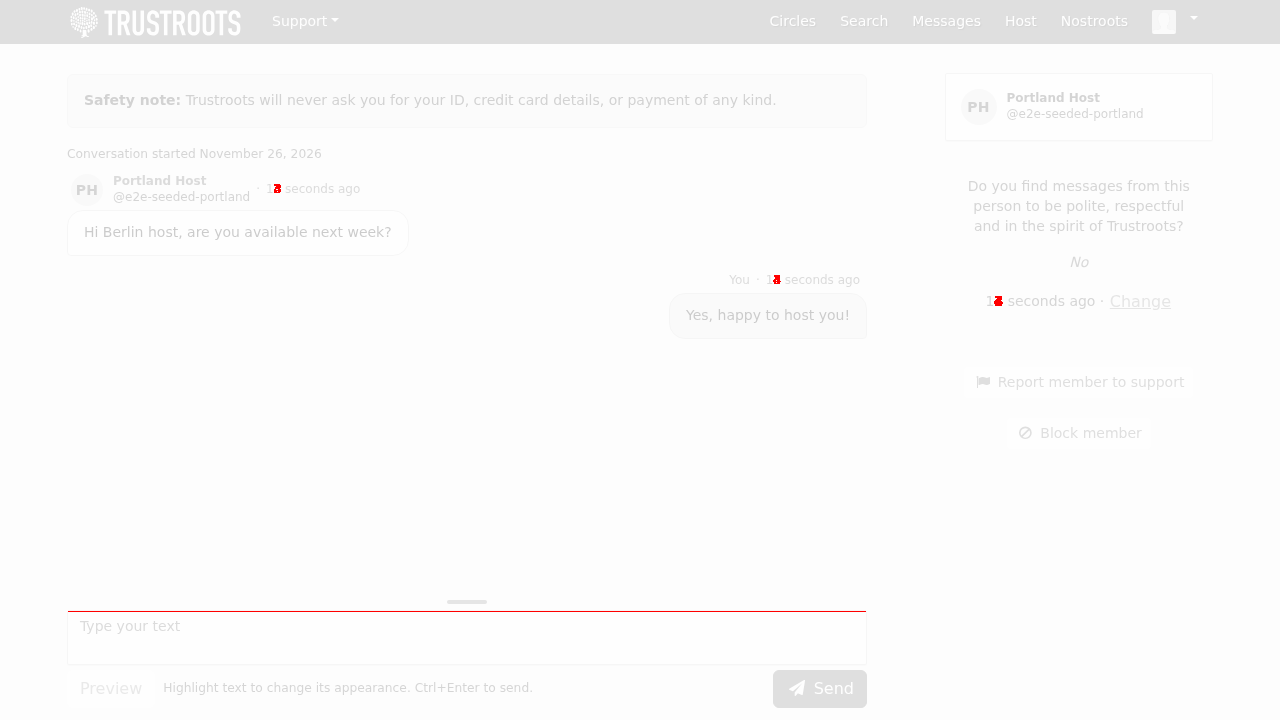 TRUSTROOTS Support Circles Search Messages Host Nostroots
Safety note: Trustroots will never ask you for your ID, credit card details, or payment of any kind.
Conversation started November 26, 2026
PH Portland Host
@e2e-seeded-portland · seconds ago
Hi Berlin host, are you available next week?
You · seconds ago
Yes, happy to host you!
Type your text
Preview Highlight text to change its appearance. Ctrl+Enter to send. Send
PH Portland Host
@e2e-seeded-portland
Do you find messages from this
person to be polite, respectful
and in the spirit of Trustroots?
No
seconds ago · Change
Report member to support
Block member